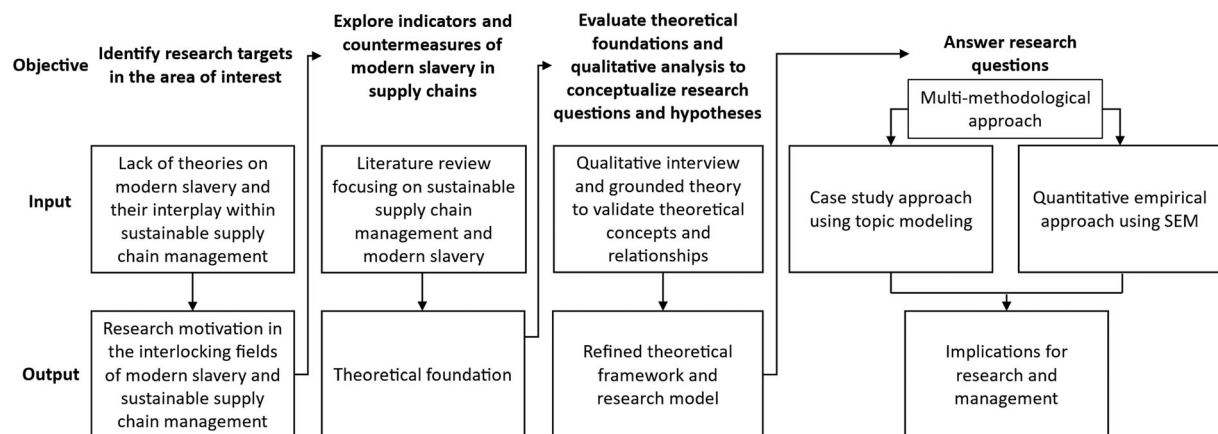 Objective
Identify research targets
in the area of interest
Explore indicators and
countermeasures of
modern slavery in
supply chains
Evaluate theoretical
foundations and
qualitative analysis to
conceptualize research
questions and hypotheses
Answer research
questions
Multi-methodological
approach
Input
Lack of theories on
modern slavery and
their interplay within
sustainable supply
chain management
Literature review
focusing on sustainable
supply chain
management and
modern slavery
Qualitative interview
and grounded theory
to validate theoretical
concepts and
relationships
Case study approach
using topic modeling
Quantitative empirical
approach using SEM
Output
Research motivation in
the interlocking fields
of modern slavery and
sustainable supply
chain management
Theoretical foundation
Refined theoretical
framework and
research model
Implications for
research and
management